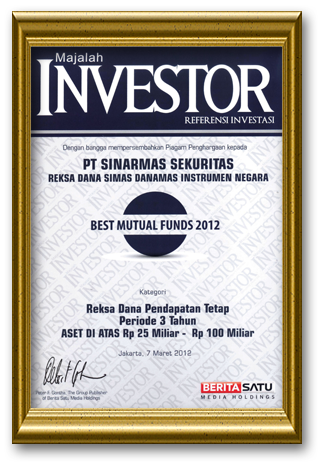 Majalah
INVESTOR
REFERENSI INVESTASI
Dengan bangga mempersembahkan Piagam Penghargaan kepada
PT SINARMAS SEKURITAS
REKSA DANA SIMAS DANAMAS INSTRUMEN NEGARA
BEST MUTUAL FUNDS 2012
Kategori
Reksa Dana Pendapatan Tetap
Periode 3 Tahun
ASET DI ATAS Rp 25 Miliar - Rp 100 Miliar
Jakarta, 7 Maret 2012
Peter F. Gontha, The Group Publisher
of Berita Satu Media Holdings
BERITA SATU
MEDIA HOLDINGS